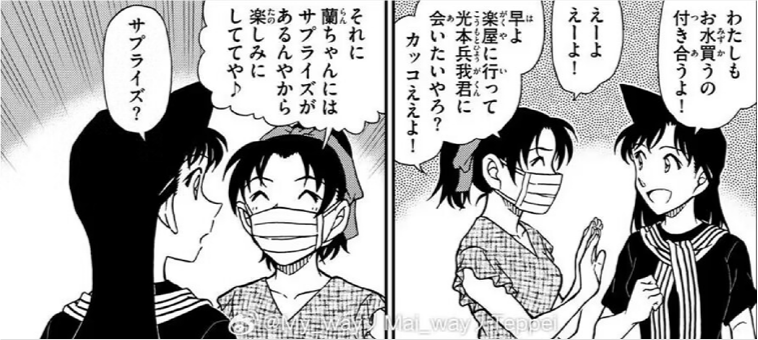 わたしも
お水買うの
付き合うよ!
えーよ
えーよ!
早よ
楽屋に行って
光本兵我君に
会いたいやろ?
カッコええよ!
それに
蘭ちゃんには
サプライズが
あるんやから
楽しみに
しててや♪
サプライズ?
Mai_way
Teppei